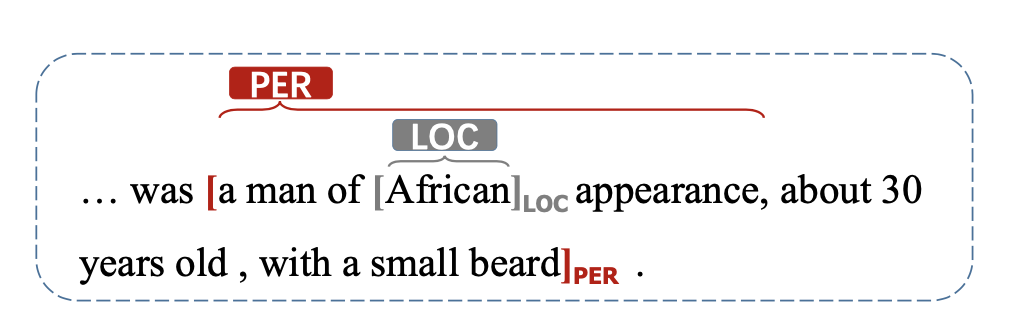 PER
LOC
… was [a man of [African]LOC appearance, about 30
years old , with a small beard]PER .